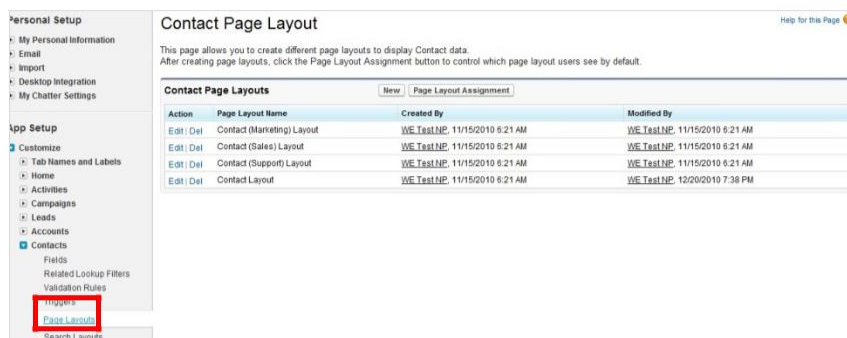 Personal Setup
My Personal Information
Email
Import
Desktop Integration
My Chatter Settings
App Setup
Customize
Tab Names and Labels
Home
Activities
Campaigns
Leads
Accounts
Contacts
Fields
Related Lookup Filters
Validation Rules
Triggers
Page Layouts
Search Layouts
Contact Page Layout
Help for this Page
This page allows you to create different page layouts to display Contact data.
After creating page layouts, click the Page Layout Assignment button to control which page layout users see by default.
Contact Page Layouts New Page Layout Assignment
Action Page Layout Name Created By Modified By
Edit | Del Contact (Marketing) Layout WE Test NP, 11/15/2010 6:21 AM WE Test NP, 11/15/2010 6:21 AM
Edit | Del Contact (Sales) Layout WE Test NP, 11/15/2010 6:21 AM WE Test NP, 11/15/2010 6:21 AM
Edit | Del Contact (Support) Layout WE Test NP, 11/15/2010 6:21 AM WE Test NP, 11/15/2010 6:21 AM
Edit | Del Contact Layout WE Test NP, 11/15/2010 6:21 AM WE Test NP, 12/20/2010 7:38 PM